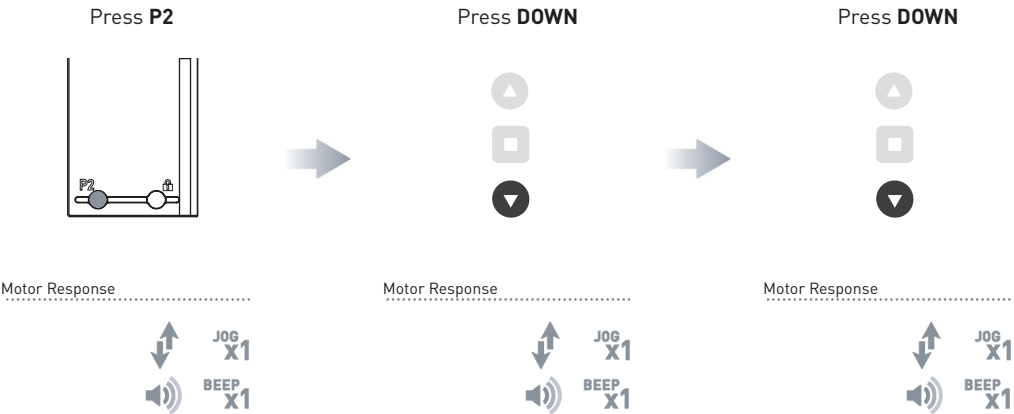 Press P2
Press DOWN
Press DOWN
P2
Motor Response
Motor Response
Motor Response
JOG
X1
JOG
X1
JOG
X1
BEEP
X1
BEEP
X1
BEEP
X1